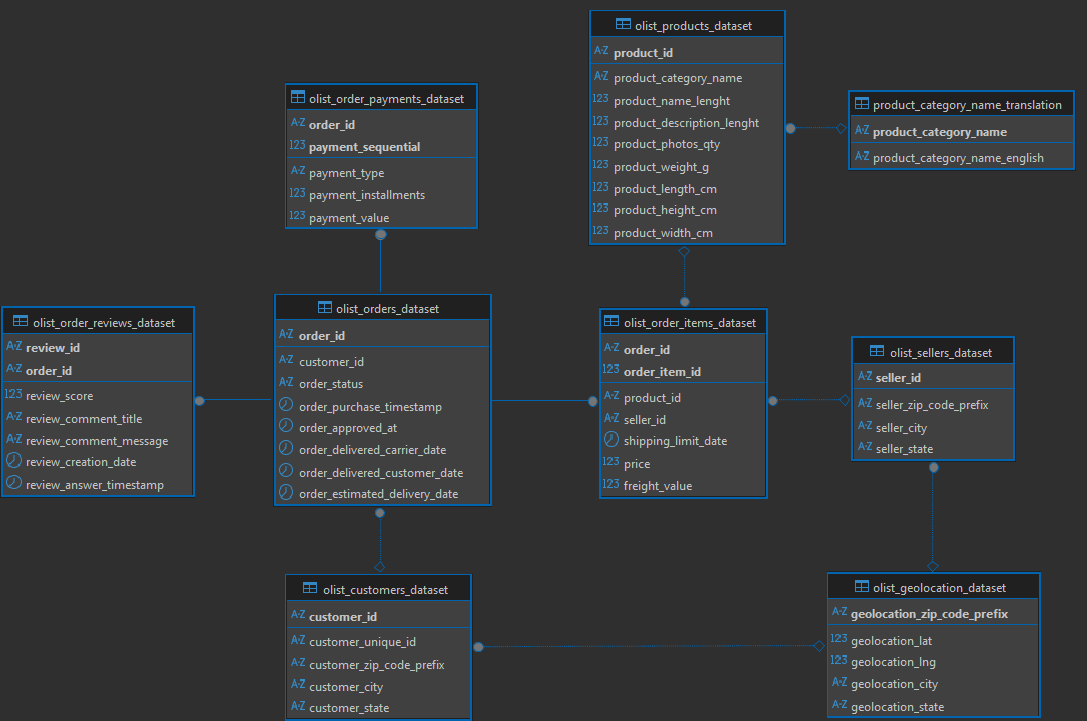 olist_products_dataset
A-Z product_id
A-Z product_category_name
123 product_name_lenght
123 product_description_lenght
123 product_photos_qty
123 product_weight_g
123 product_length_cm
123 product_height_cm
123 product_width_cm
product_category_name_translation
A-Z product_category_name
A-Z product_category_name_english
olist_order_payments_dataset
A-Z order_id
123 payment_sequential
A-Z payment_type
123 payment_installments
123 payment_value
olist_order_reviews_dataset
A-Z review_id
A-Z order_id
123 review_score
A-Z review_comment_title
A-Z review_comment_message
review_creation_date
review_answer_timestamp
olist_orders_dataset
A-Z order_id
A-Z customer_id
A-Z order_status
order_purchase_timestamp
order_approved_at
order_delivered_carrier_date
order_delivered_customer_date
order_estimated_delivery_date
olist_order_items_dataset
A-Z order_id
123 order_item_id
A-Z product_id
A-Z seller_id
shipping_limit_date
123 price
123 freight_value
olist_sellers_dataset
A-Z seller_id
A-Z seller_zip_code_prefix
A-Z seller_city
A-Z seller_state
olist_customers_dataset
A-Z customer_id
A-Z customer_unique_id
A-Z customer_zip_code_prefix
A-Z customer_city
A-Z customer_state
olist_geolocation_dataset
A-Z geolocation_zip_code_prefix
123 geolocation_lat
123 geolocation_lng
A-Z geolocation_city
A-Z geolocation_state